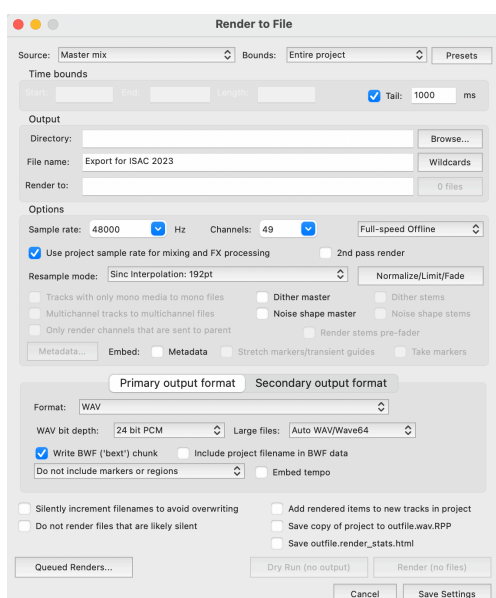 Render to File
Source: Master mix Bounds: Entire project Presets
Time bounds
Start: End: Length: Tail: 1000 ms
Output
Directory: Browse...
File name: Export for ISAC 2023 Wildcards
Render to: 0 files
Options
Sample rate: 48000 Hz Channels: 49 Full-speed Offline
Use project sample rate for mixing and FX processing 2nd pass render
Resample mode: Sinc Interpolation: 192pt Normalize/Limit/Fade
Tracks with only mono media to mono files Dither master Dither stems
Multichannel tracks to multichannel files Noise shape master Noise shape stems
Only render channels that are sent to parent Render stems pre-fader
Metadata... Embed: Metadata Stretch markers/transient guides Take markers
Primary output format Secondary output format
Format: WAV
WAV bit depth: 24 bit PCM Large files: Auto WAV/Wave64
Write BWF ('bext') chunk Include project filename in BWF data
Do not include markers or regions Embed tempo
Silently increment filenames to avoid overwriting Add rendered items to new tracks in project
Do not render files that are likely silent Save copy of project to outfile.wav.RPP
Save outfile.render_stats.html
Queued Renders... Dry Run (no output) Render (no files)
Cancel Save Settings